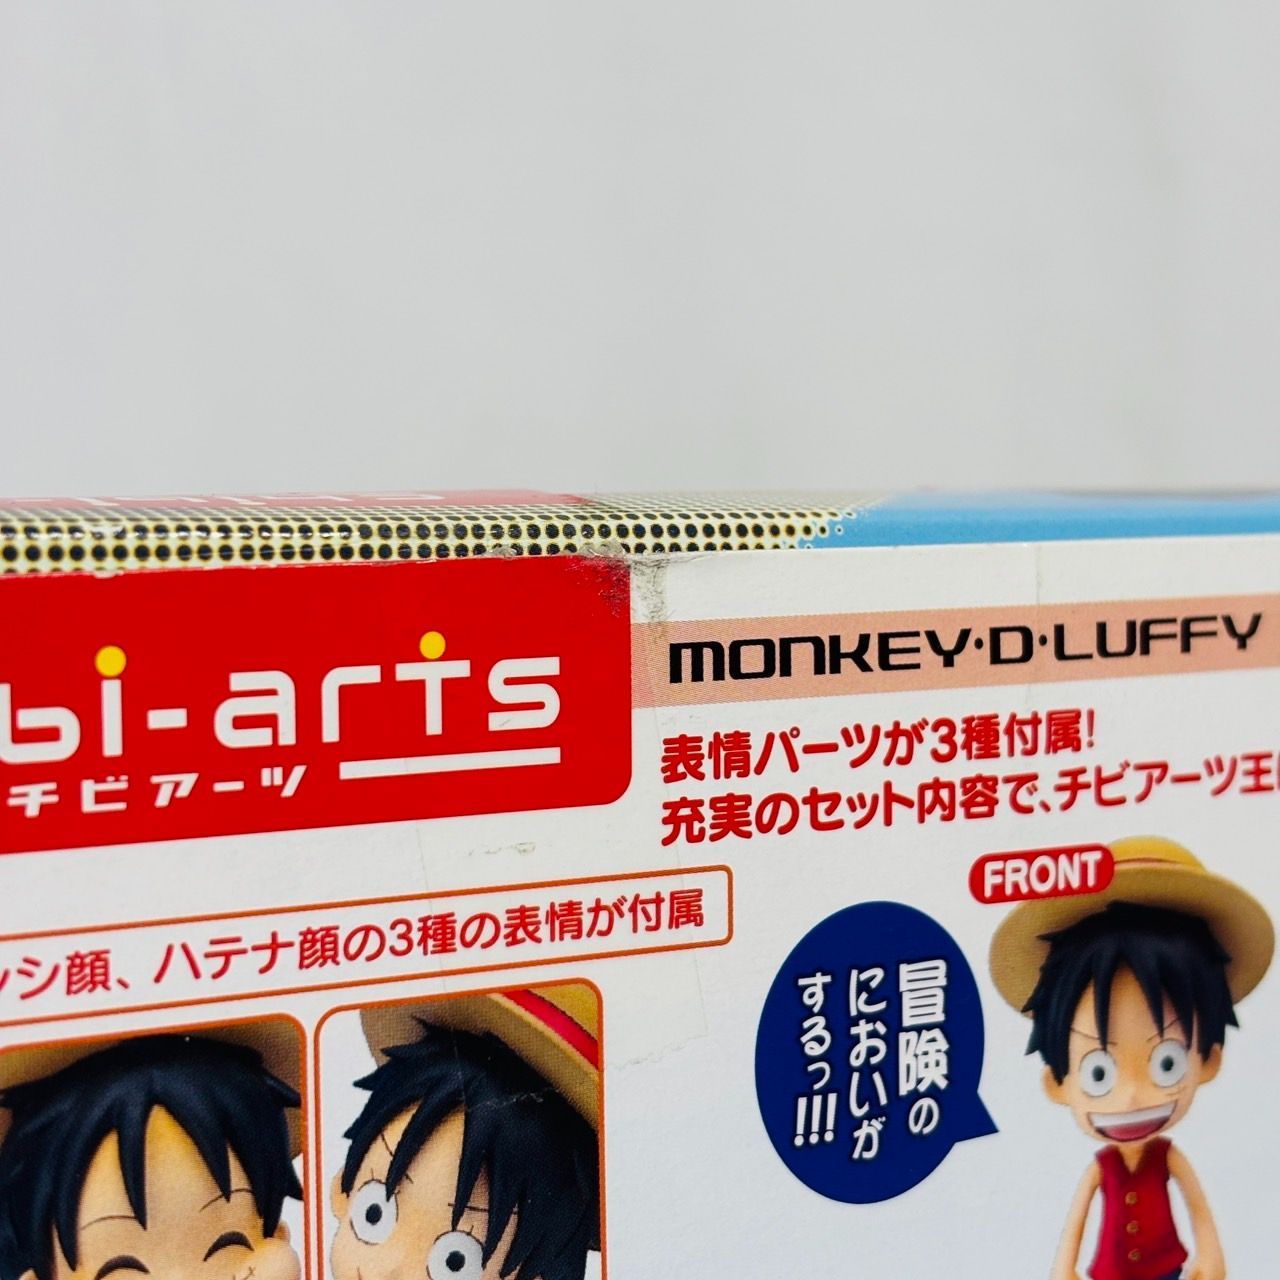 bi-arts
チビアーツ
MONKEY・D・LUFFY
表情パーツが3種付属!
充実のセット内容で、チビアーツ王
ッシ顔、ハテナ顔の3種の表情が付属
FRONT
冒険の
においが
するっ!!!